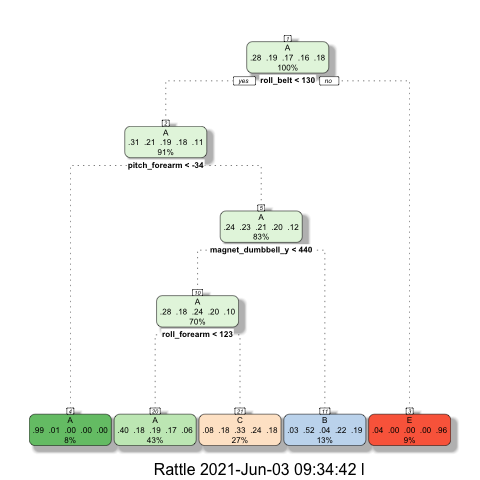 1
A
.28 .19 .17 .16 .18
100%
yes roll_belt < 130 no
2
A
.31 .21 .19 .18 .11
91%
pitch_forearm < -34
5
A
.24 .23 .21 .20 .12
83%
magnet_dumbbell_y < 440
10
A
.28 .18 .24 .20 .10
70%
roll_forearm < 123
4
A
.99 .01 .00 .00 .00
8%
20
A
.40 .18 .19 .17 .06
43%
21
C
.08 .18 .33 .24 .18
27%
11
B
.03 .52 .04 .22 .19
13%
3
E
.04 .00 .00 .00 .96
9%
Rattle 2021-Jun-03 09:34:42 l